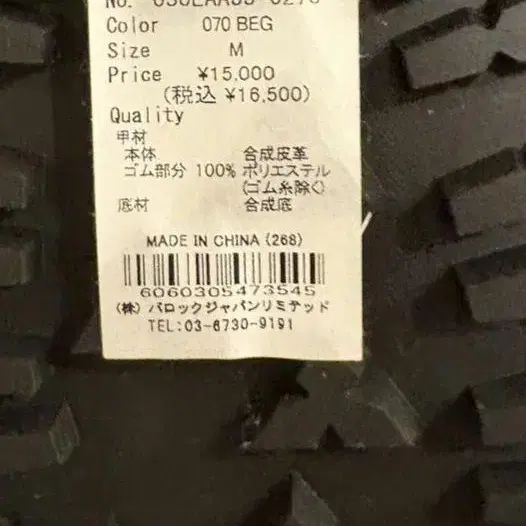 Color 070 BEG
Size M
Price ¥15,000
(税込 ¥16,500)
Quality
甲材
本体 合成皮革
ゴム部分 100% ポリエステル
(ゴム糸除く)
底材 合成底
MADE IN CHINA (268)
6060305473545
(株) バロックジャパンリミテッド
TEL:03-6730-9191